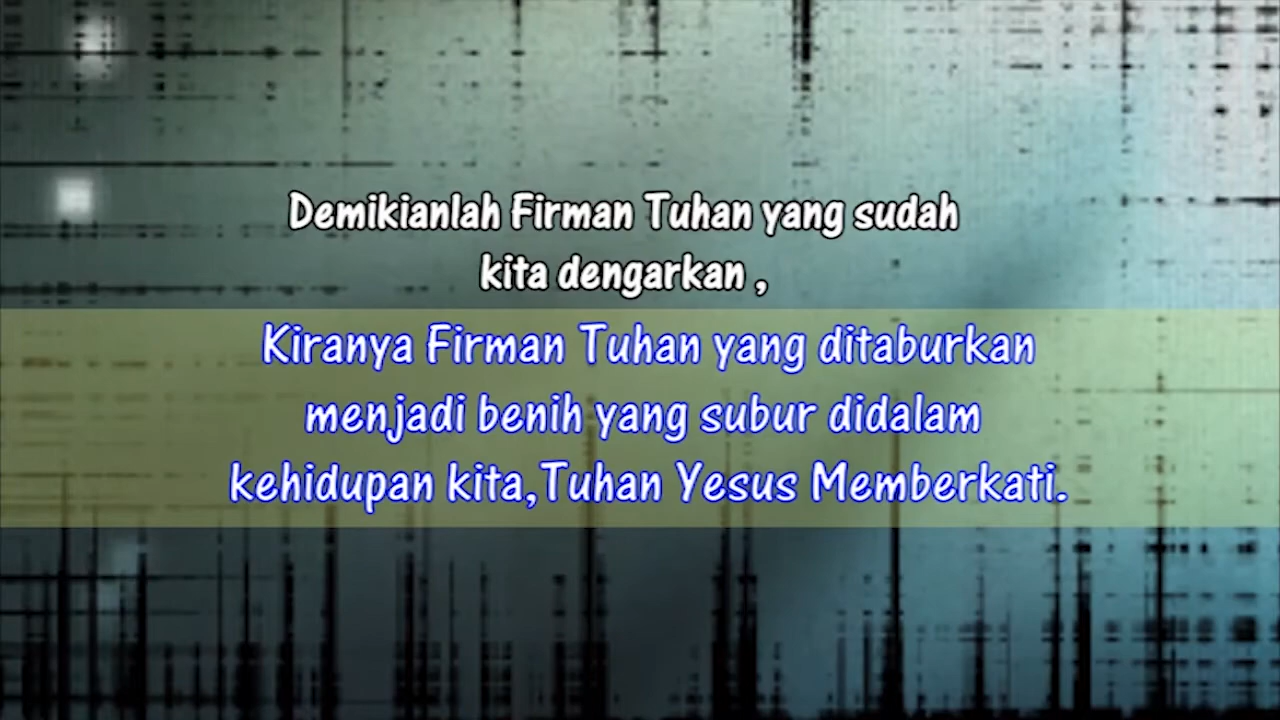 Demikianlah Firman Tuhan yang sudah
kita dengarkan ,
Kiranya Firman Tuhan yang ditaburkan
menjadi benih yang subur didalam
kehidupan kita,Tuhan Yesus Memberkati.